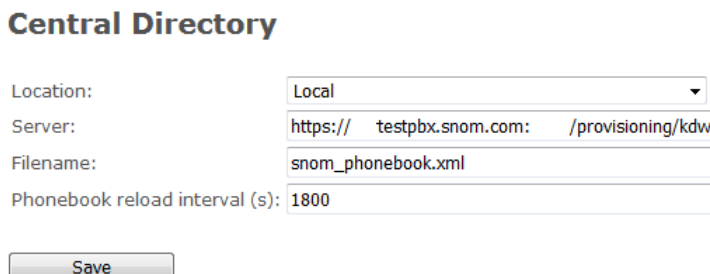 Central Directory
Location: Local
Server: https:// testpbx.snom.com: /provisioning/kdw
Filename: snom_phonebook.xml
Phonebook reload interval (s): 1800
Save